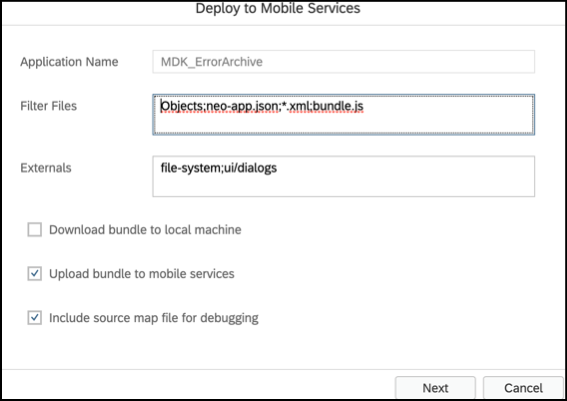 Deploy to Mobile Services
Application Name MDK_ErrorArchive
Filter Files Objects;neo-app.json;*.xml;bundle.js
Externals file-system;ui/dialogs
Download bundle to local machine
Upload bundle to mobile services
Include source map file for debugging
Next Cancel